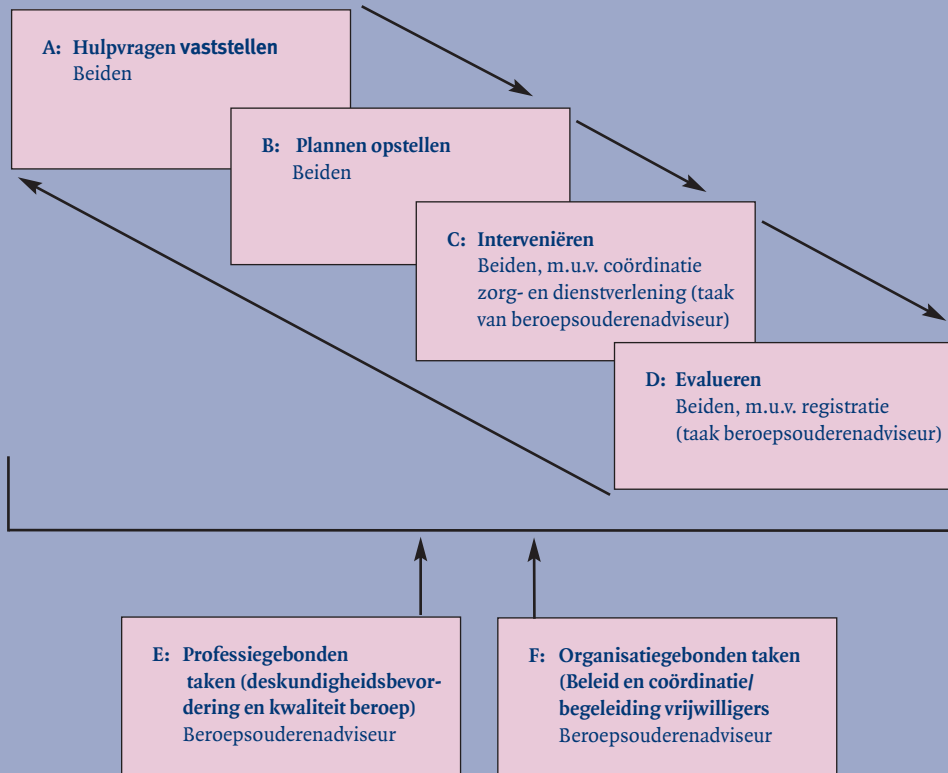 A: Hulpvragen vaststellen
Beiden
B: Plannen opstellen
Beiden
C: Interveniëren
Beiden, m.u.v. coördinatie
zorg- en dienstverlening (taak
van beroepsouderenadviseur)
D: Evalueren
Beiden, m.u.v. registratie
(taak beroepsouderenadviseur)
E: Professiegebonden
taken (deskundigheidsbevor-
dering en kwaliteit beroep)
Beroepsouderenadviseur
F: Organisatiegebonden taken
(Beleid en coördinatie/
begeleiding vrijwilligers
Beroepsouderenadviseur